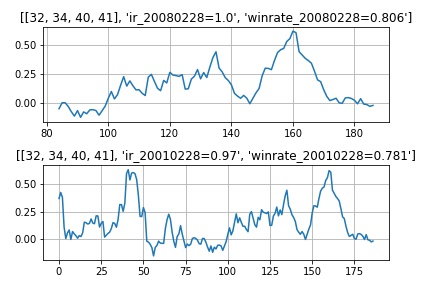 [[32, 34, 40, 41], 'ir_20080228=1.0', 'winrate_20080228=0.806']
0.50
0.25
0.00
80 100 120 140 160 180
[[32, 34, 40, 41], 'ir_20010228=0.97', 'winrate_20010228=0.781']
0.50
0.25
0.00
0 25 50 75 100 125 150 175